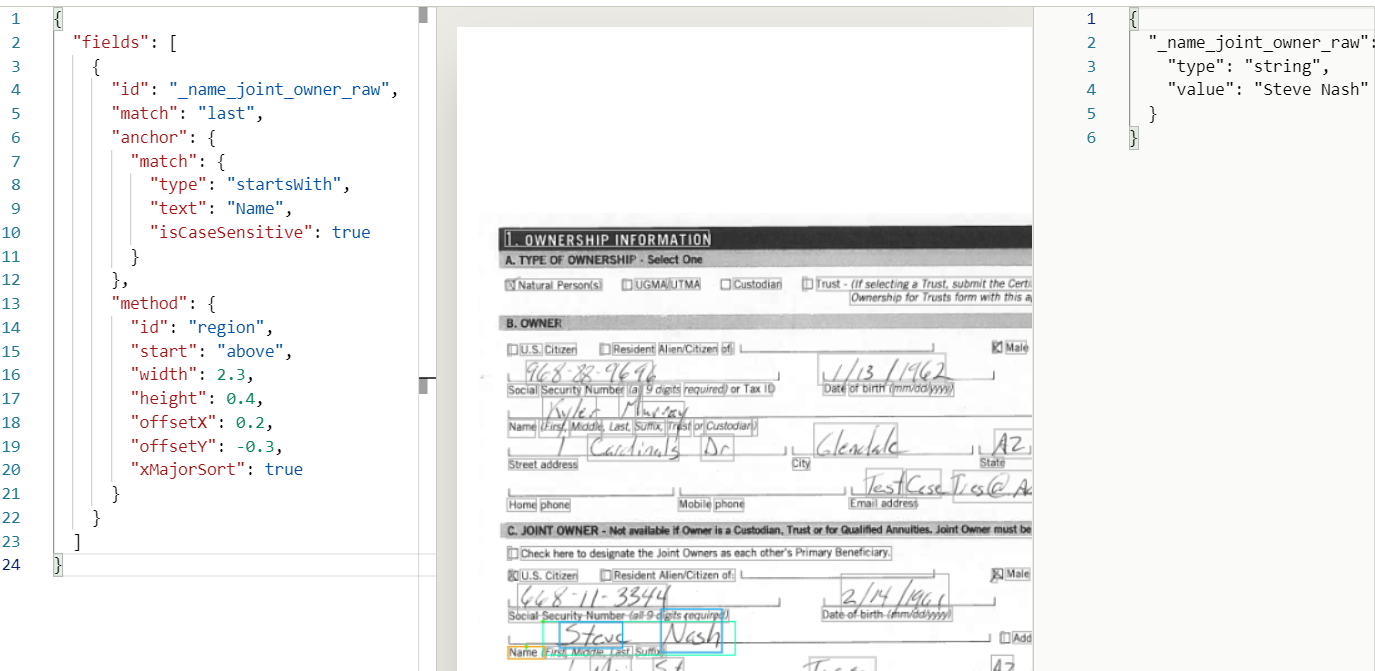 1 {
2 "fields": [
3 {
4 "id": "_name_joint_owner_raw",
5 "match": "last",
6 "anchor": {
7 "match": {
8 "type": "startsWith",
9 "text": "Name",
10 "isCaseSensitive": true
11 }
12 },
13 "method": {
14 "id": "region",
15 "start": "above",
16 "width": 2.3,
17 "height": 0.4,
18 "offsetX": 0.2,
19 "offsetY": -0.3,
20 "xMajorSort": true
21 }
22 }
23 ]
24 }
1. OWNERSHIP INFORMATION
A. TYPE OF OWNERSHIP - Select One
Natural Person(s) UGMA/UTMA Custodian Trust - (If selecting a Trust, submit the Certi
Ownership for Trusts form with this a
B. OWNER
U.S. Citizen Resident Alien/Citizen of: Male
968-22-9696 1/13/1962
Social Security Number (all 9 digits required) or Tax ID Date of birth (mm/dd/yyyy)
Kyler Murray
Name (First, Middle, Last, Suffix, Trust or Custodian)
1 Cardinals Dr Glendale AZ
Street address City State
TestCase Ties@
Home phone Mobile phone Email address
C. JOINT OWNER - Not available if Owner is a Custodian, Trust or for Qualified Annuities. Joint Owner must be
Check here to designate the Joint Owners as each other's Primary Beneficiary.
U.S. Citizen Resident Alien/Citizen of: Male
668-11-3344 2/14/1961
Social Security Number (all 9 digits required) Date of birth (mm/dd/yyyy)
Steve Nash Add
Name (First, Middle, Last, Suffix)
St AZ
1 {
2 "_name_joint_owner_raw":
3 "type": "string",
4 "value": "Steve Nash"
5 }
6 }